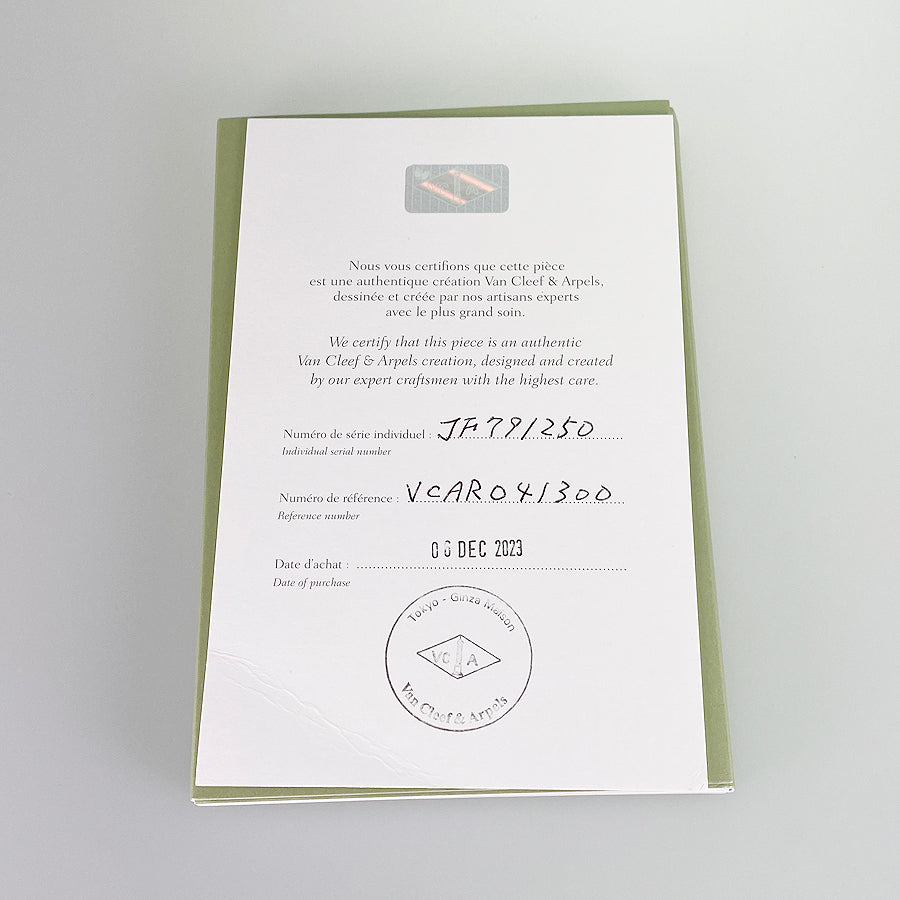 Nous vous certifions que cette pièce
est une authentique création Van Cleef & Arpels,
dessinée et créée par nos artisans experts
avec le plus grand soin.
We certify that this piece is an authentic
Van Cleef & Arpels creation, designed and created
by our expert craftsmen with the highest care.
Numéro de série individuel : JF791250
Individual serial number
Numéro de référence : VCARO41300
Reference number
06 DEC 2023
Date d'achat :
Date of purchase
Tokyo - Ginza Maison
VC A
Van Cleef & Arpels